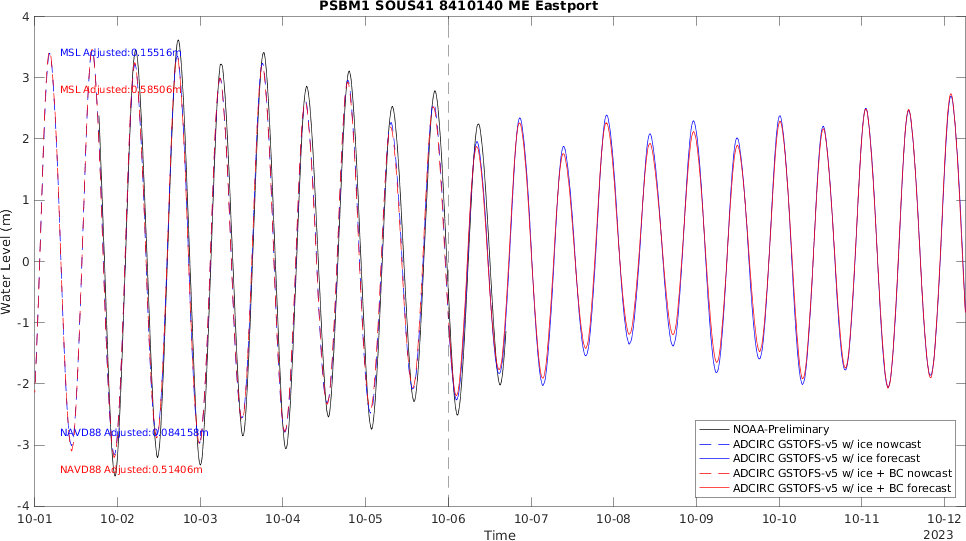 PSBM1 SOUS41 8410140 ME Eastport
MSL Adjusted:0.15516m
MSL Adjusted:0.58506m
NAVD88 Adjusted:0.084158m
NAVD88 Adjusted:0.51406m
Water Level (m)
4
3
2
1
0
-1
-2
-3
-4
10-01
10-02
10-03
10-04
10-05
10-06
10-07
10-08
10-09
10-10
10-11
10-12
Time
2023
NOAA-Preliminary
ADCIRC GSTOFS-v5 w/ ice nowcast
ADCIRC GSTOFS-v5 w/ ice forecast
ADCIRC GSTOFS-v5 w/ ice + BC nowcast
ADCIRC GSTOFS-v5 w/ ice + BC forecast